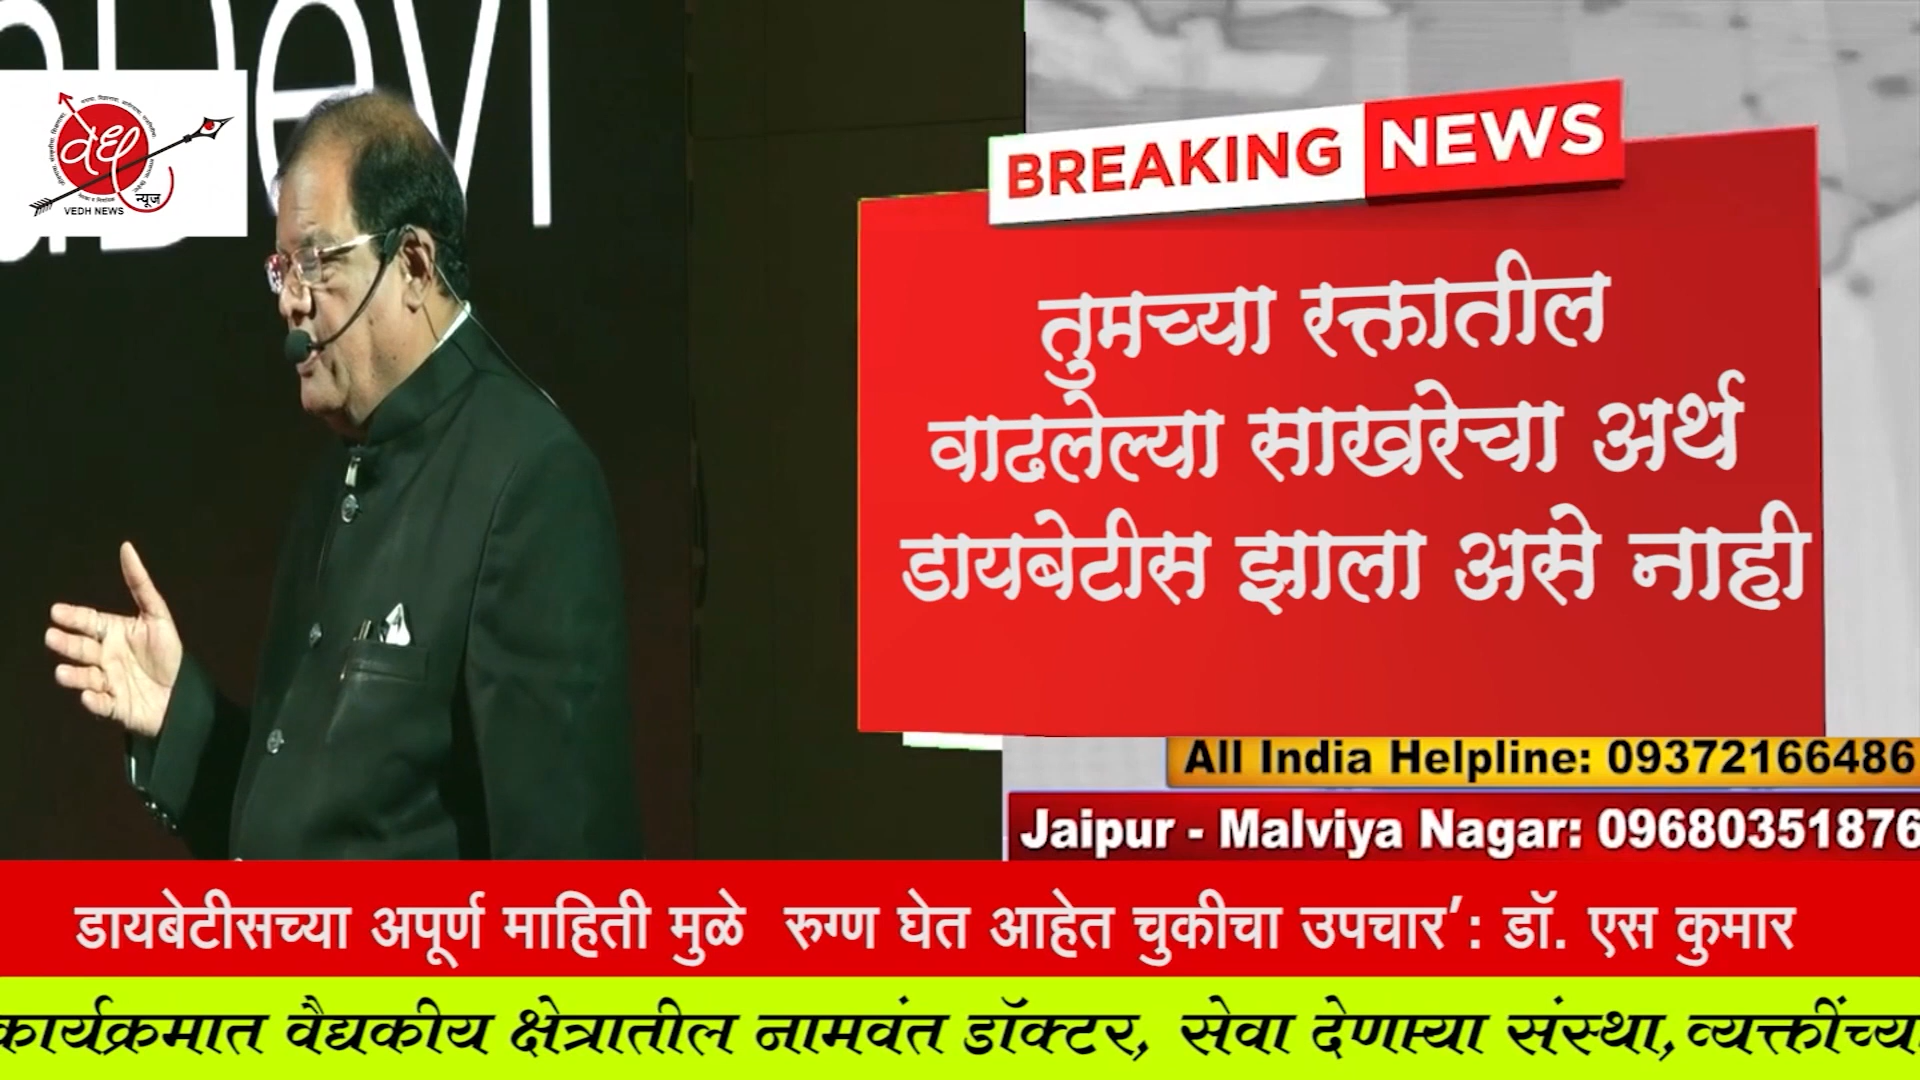 DeVI
VEDH NEWS
न्यूज
BREAKING NEWS
तुमच्या रक्तातील
वाढलेल्या साखरेचा अर्थ
डायबेटीस झाला असे नाही
All India Helpline: 09372166486
Jaipur - Malviya Nagar: 09680351876
डायबेटीसच्या अपूर्ण माहिती मुळे रुग्ण घेत आहेत चुकीचा उपचार’: डॉ. एस कुमार
कार्यक्रमात वैद्यकीय क्षेत्रातील नामवंत डॉक्टर, सेवा देणाऱ्या संस्था,व्यक्तींच्या